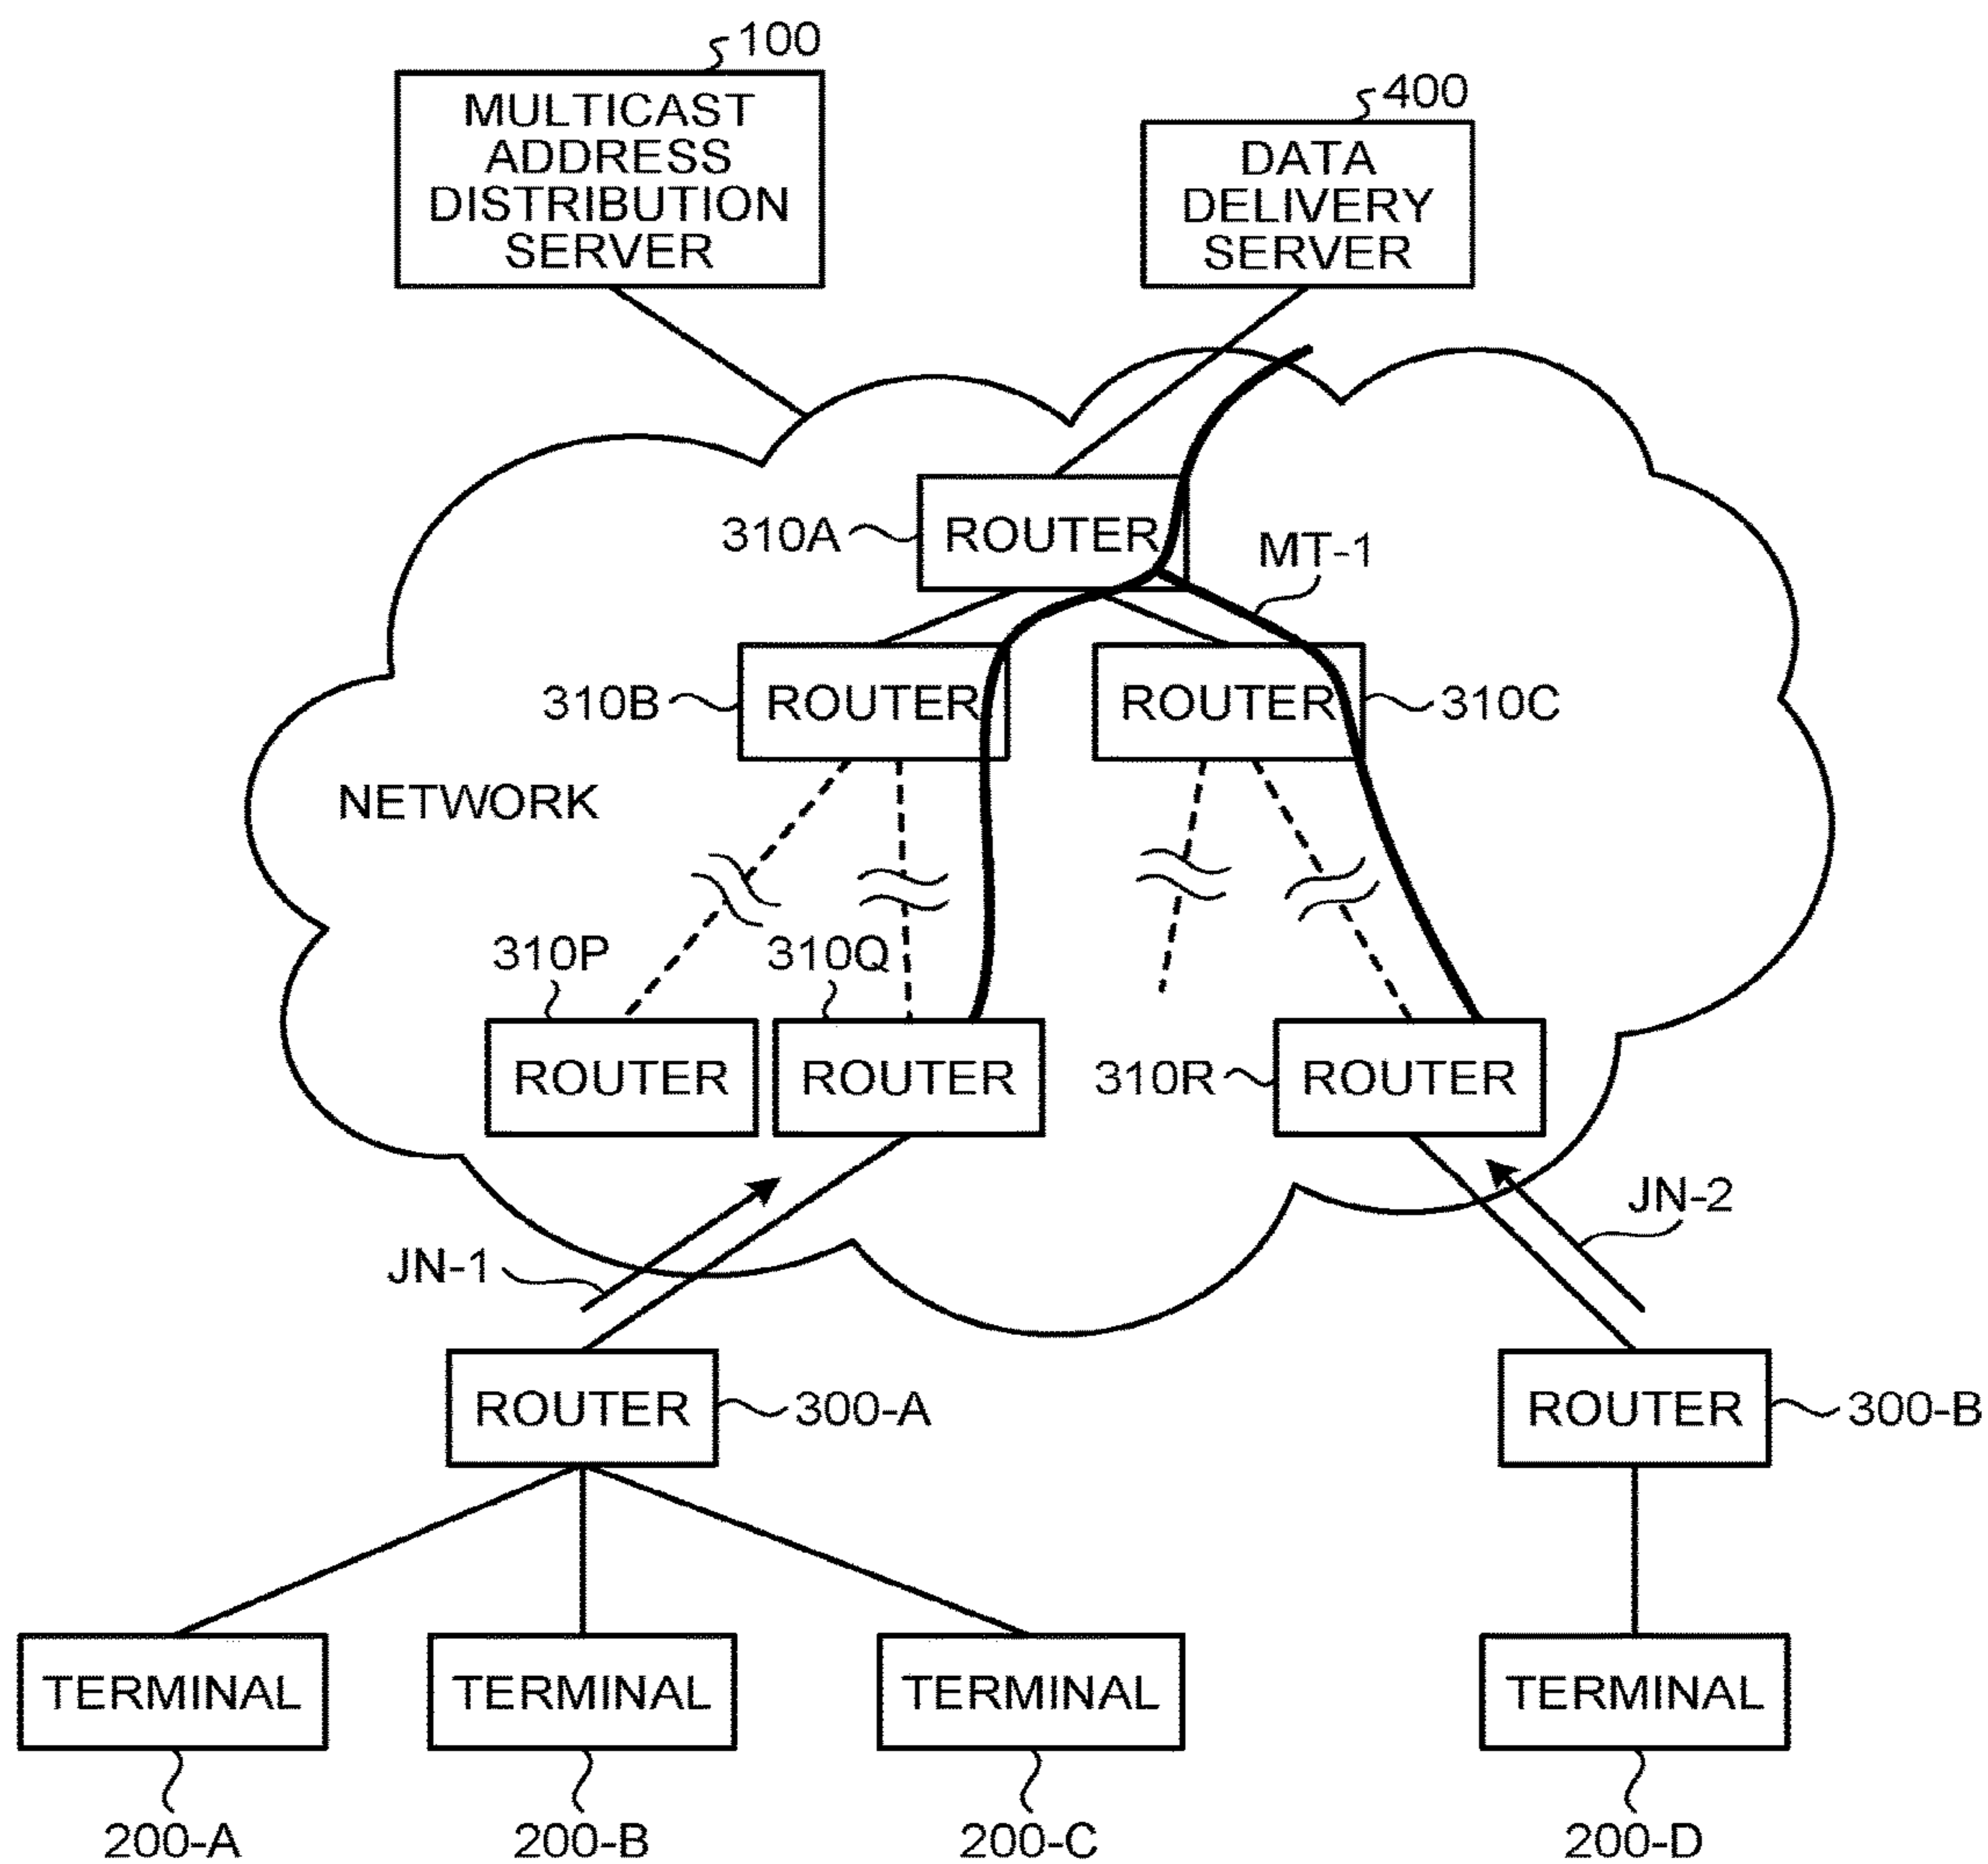 100
MULTICAST
ADDRESS
DISTRIBUTION
SERVER
400
DATA
DELIVERY
SERVER
310A
ROUTER
MT-1
310B
ROUTER
ROUTER
310C
NETWORK
310P
310Q
ROUTER
ROUTER
310R
ROUTER
JN-1
JN-2
ROUTER
300-A
ROUTER
300-B
TERMINAL
TERMINAL
TERMINAL
TERMINAL
200-A
200-B
200-C
200-D